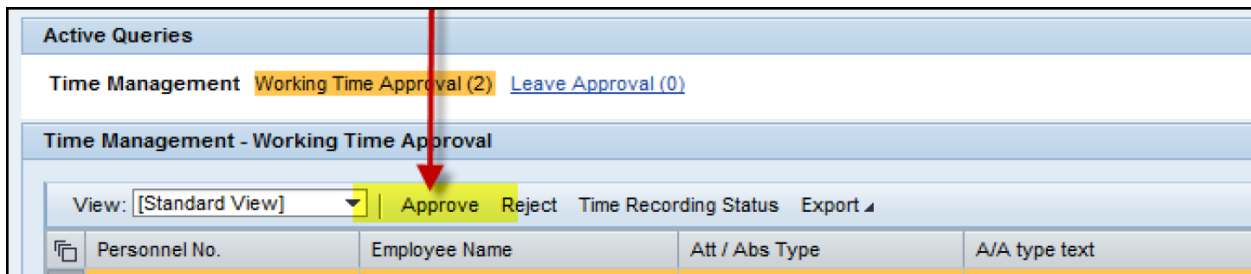 Active Queries
Time Management Working Time Approval (2) Leave Approval (0)
Time Management - Working Time Approval
View: [Standard View] Approve Reject Time Recording Status Export
Personnel No. Employee Name Att / Abs Type A/A type text